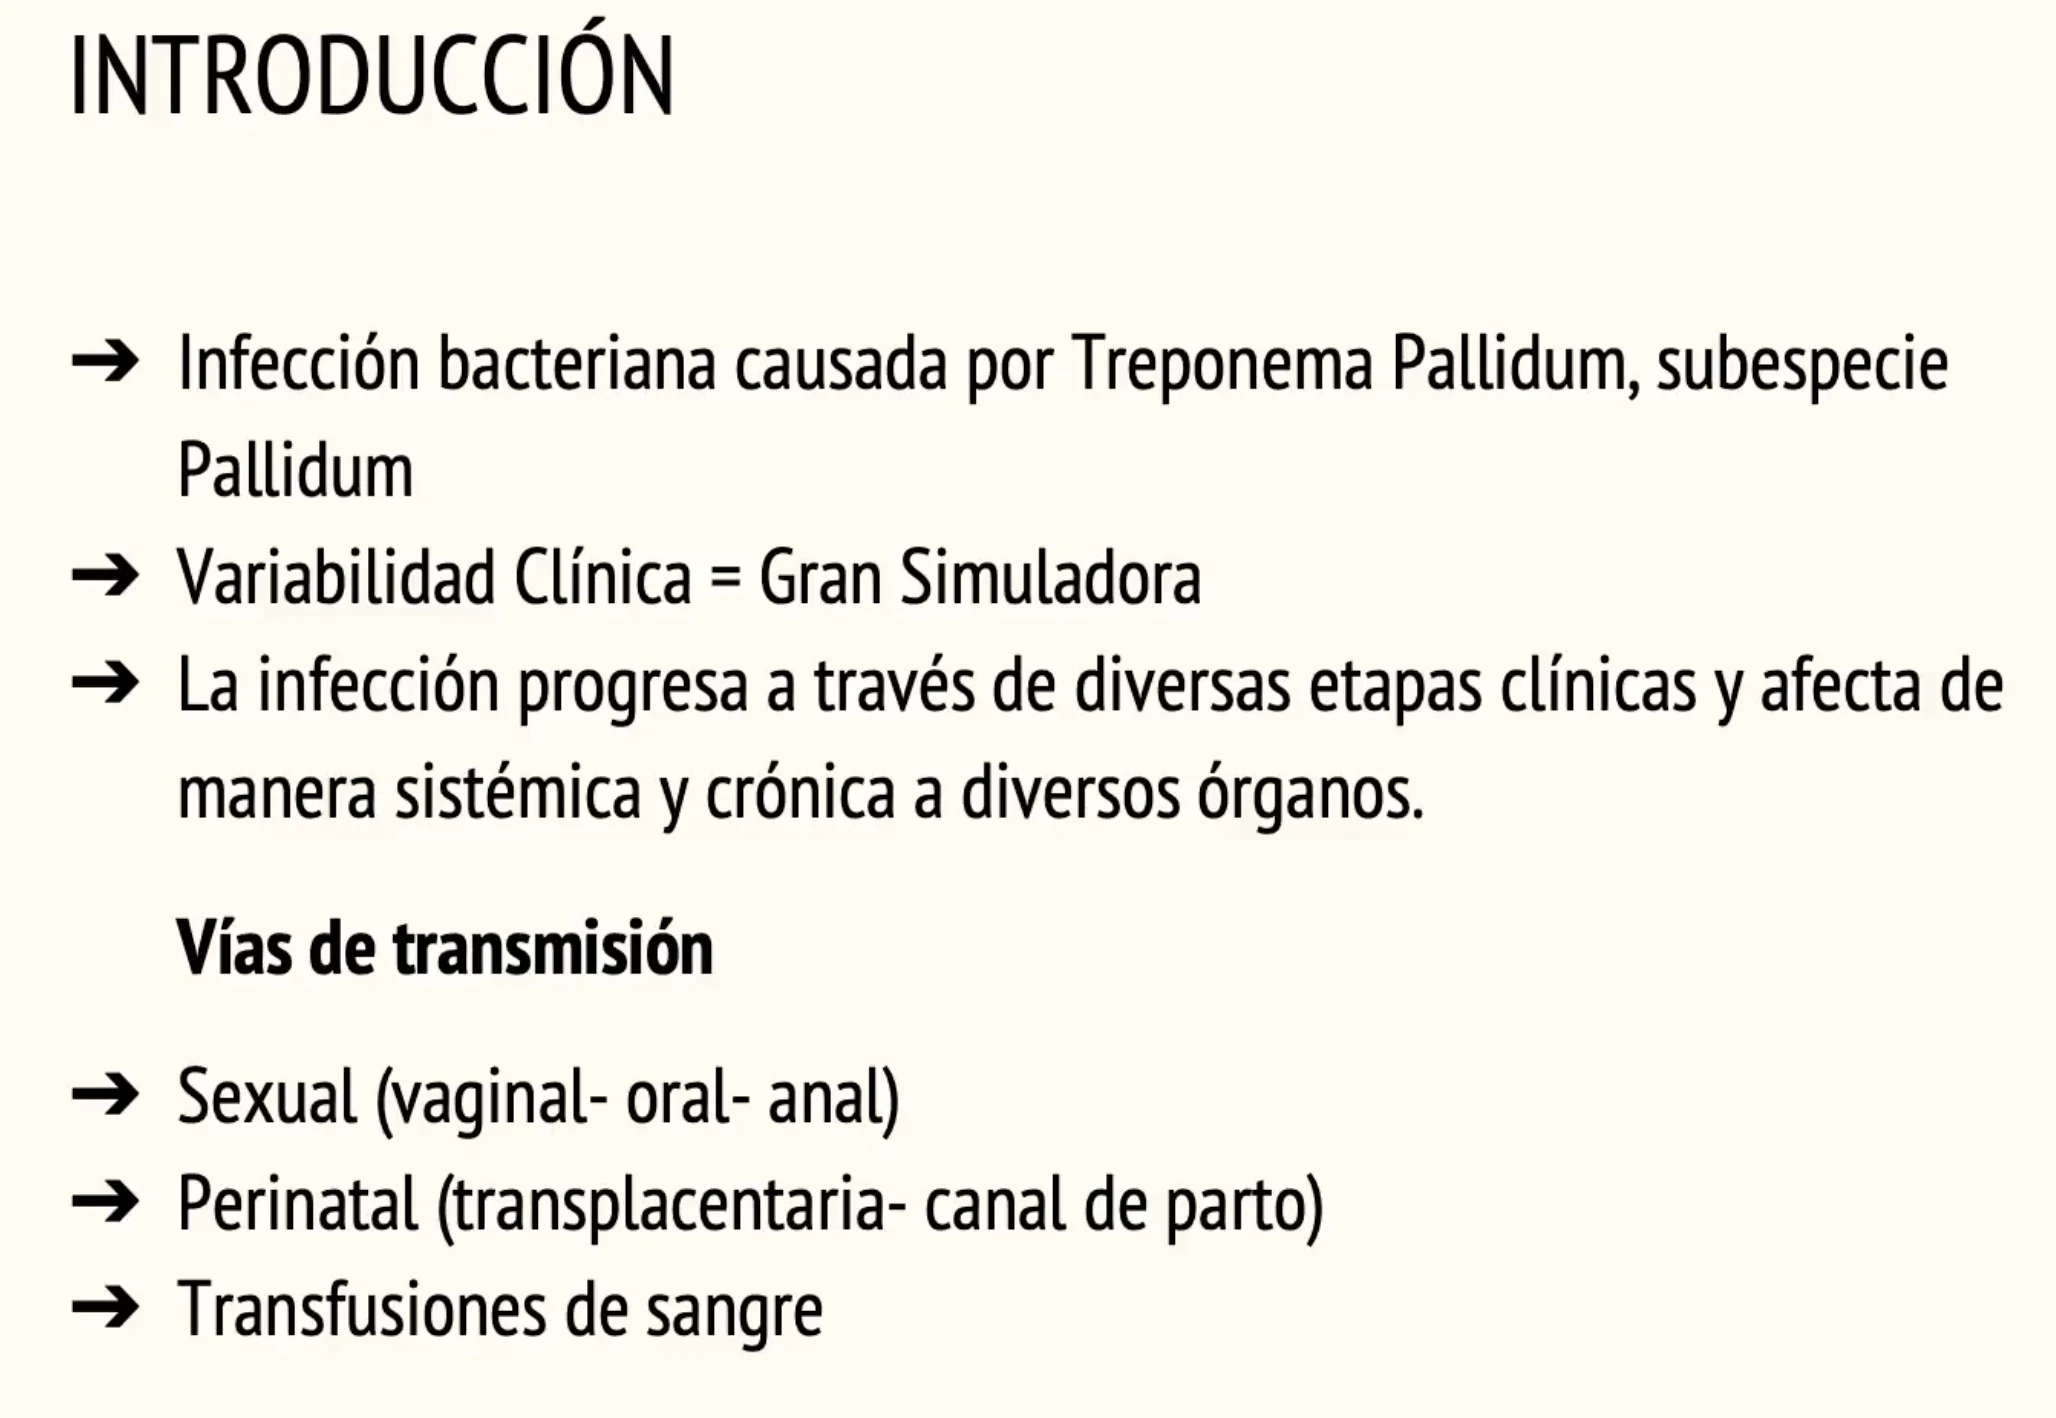 INTRODUCCIÓN
➔ Infección bacteriana causada por Treponema Pallidum, subespecie
Pallidum
➔ Variabilidad Clínica = Gran Simuladora
➔ La infección progresa a través de diversas etapas clínicas y afecta de
manera sistémica y crónica a diversos órganos.
Vías de transmisión
➔ Sexual (vaginal- oral- anal)
➔ Perinatal (transplacentaria- canal de parto)
➔ Transfusiones de sangre